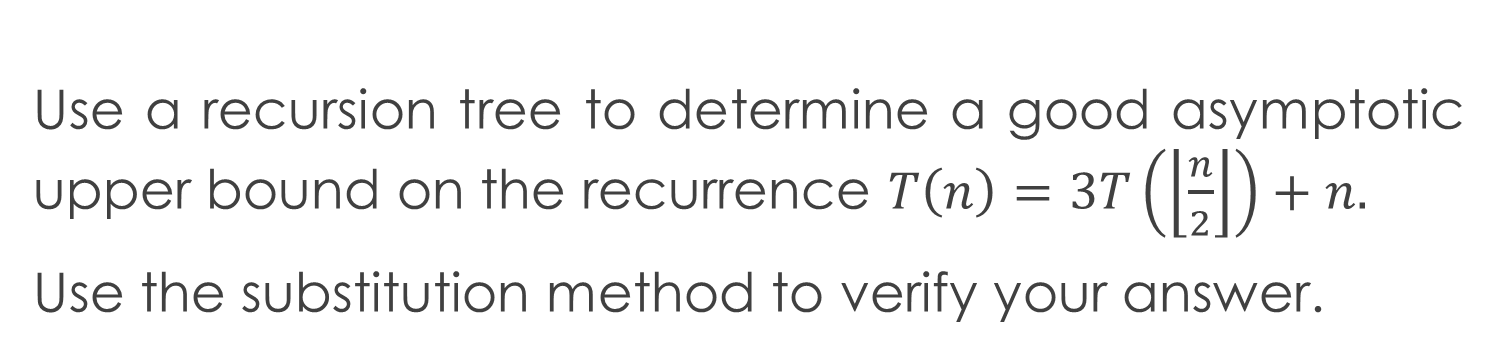 Use a recursion tree to determine a good asymptotic
upper bound on the recurrence T(n) = 3T(⌊n/2⌋) + n.
Use the substitution method to verify your answer.